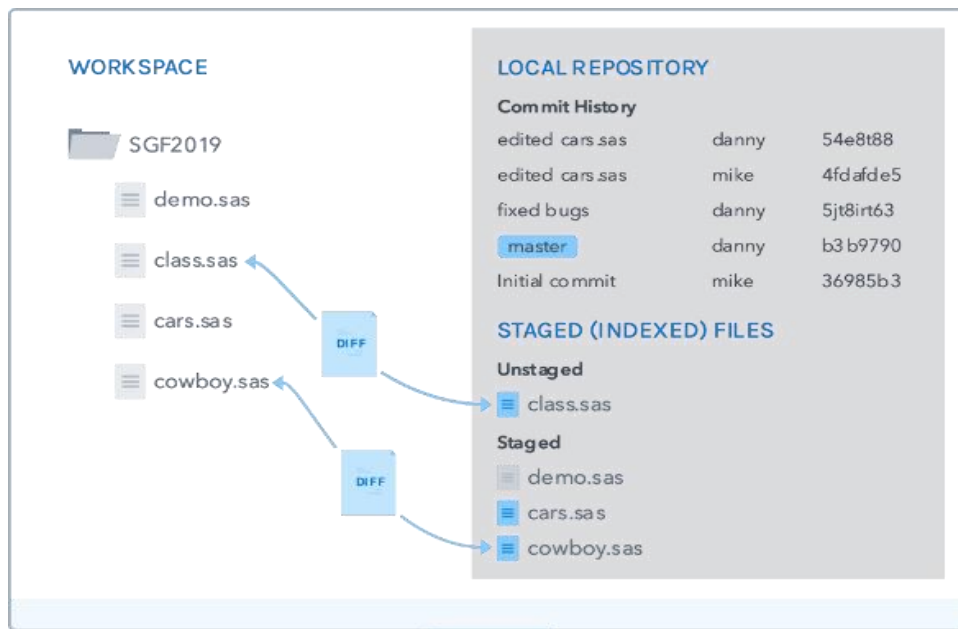 WORKSPACE
SGF2019
demo.sas
class.sas
cars.sas
cowboy.sas
DIFF
DIFF
LOCAL REPOSITORY
Commit History
edited cars.sas danny 54e8t88
edited cars.sas mike 4fdafde5
fixed bugs danny 5jt8irt63
master danny b3b9790
Initial commit mike 36985b3
STAGED (INDEXED) FILES
Unstaged
class.sas
Staged
demo.sas
cars.sas
cowboy.sas